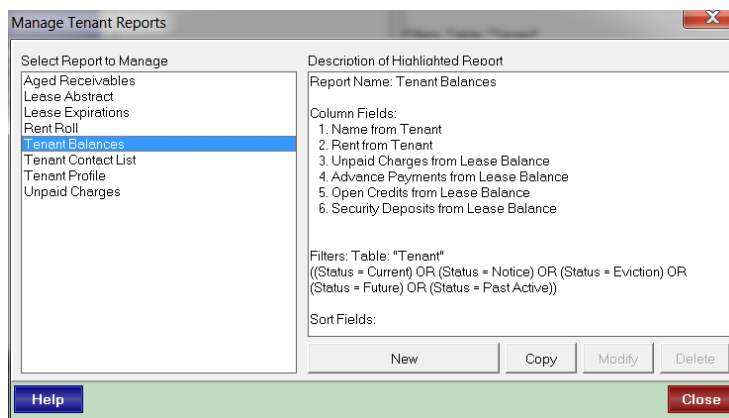 Manage Tenant Reports
Filters: Table: "Tenant"
X
Select Report to Manage
Aged Receivables
Lease Abstract
Lease Expirations
Rent Roll
Tenant Balances
Tenant Contact List
Tenant Profile
Unpaid Charges
Description of Highlighted Report
Report Name: Tenant Balances
Column Fields:
1. Name from Tenant
2. Rent from Tenant
3. Unpaid Charges from Lease Balance
4. Advance Payments from Lease Balance
5. Open Credits from Lease Balance
6. Security Deposits from Lease Balance
Filters: Table: "Tenant"
((Status = Current) OR (Status = Notice) OR (Status = Eviction) OR
(Status = Future) OR (Status = Past Active))
Sort Fields:
New
Copy
Modify
Delete
Help
Close